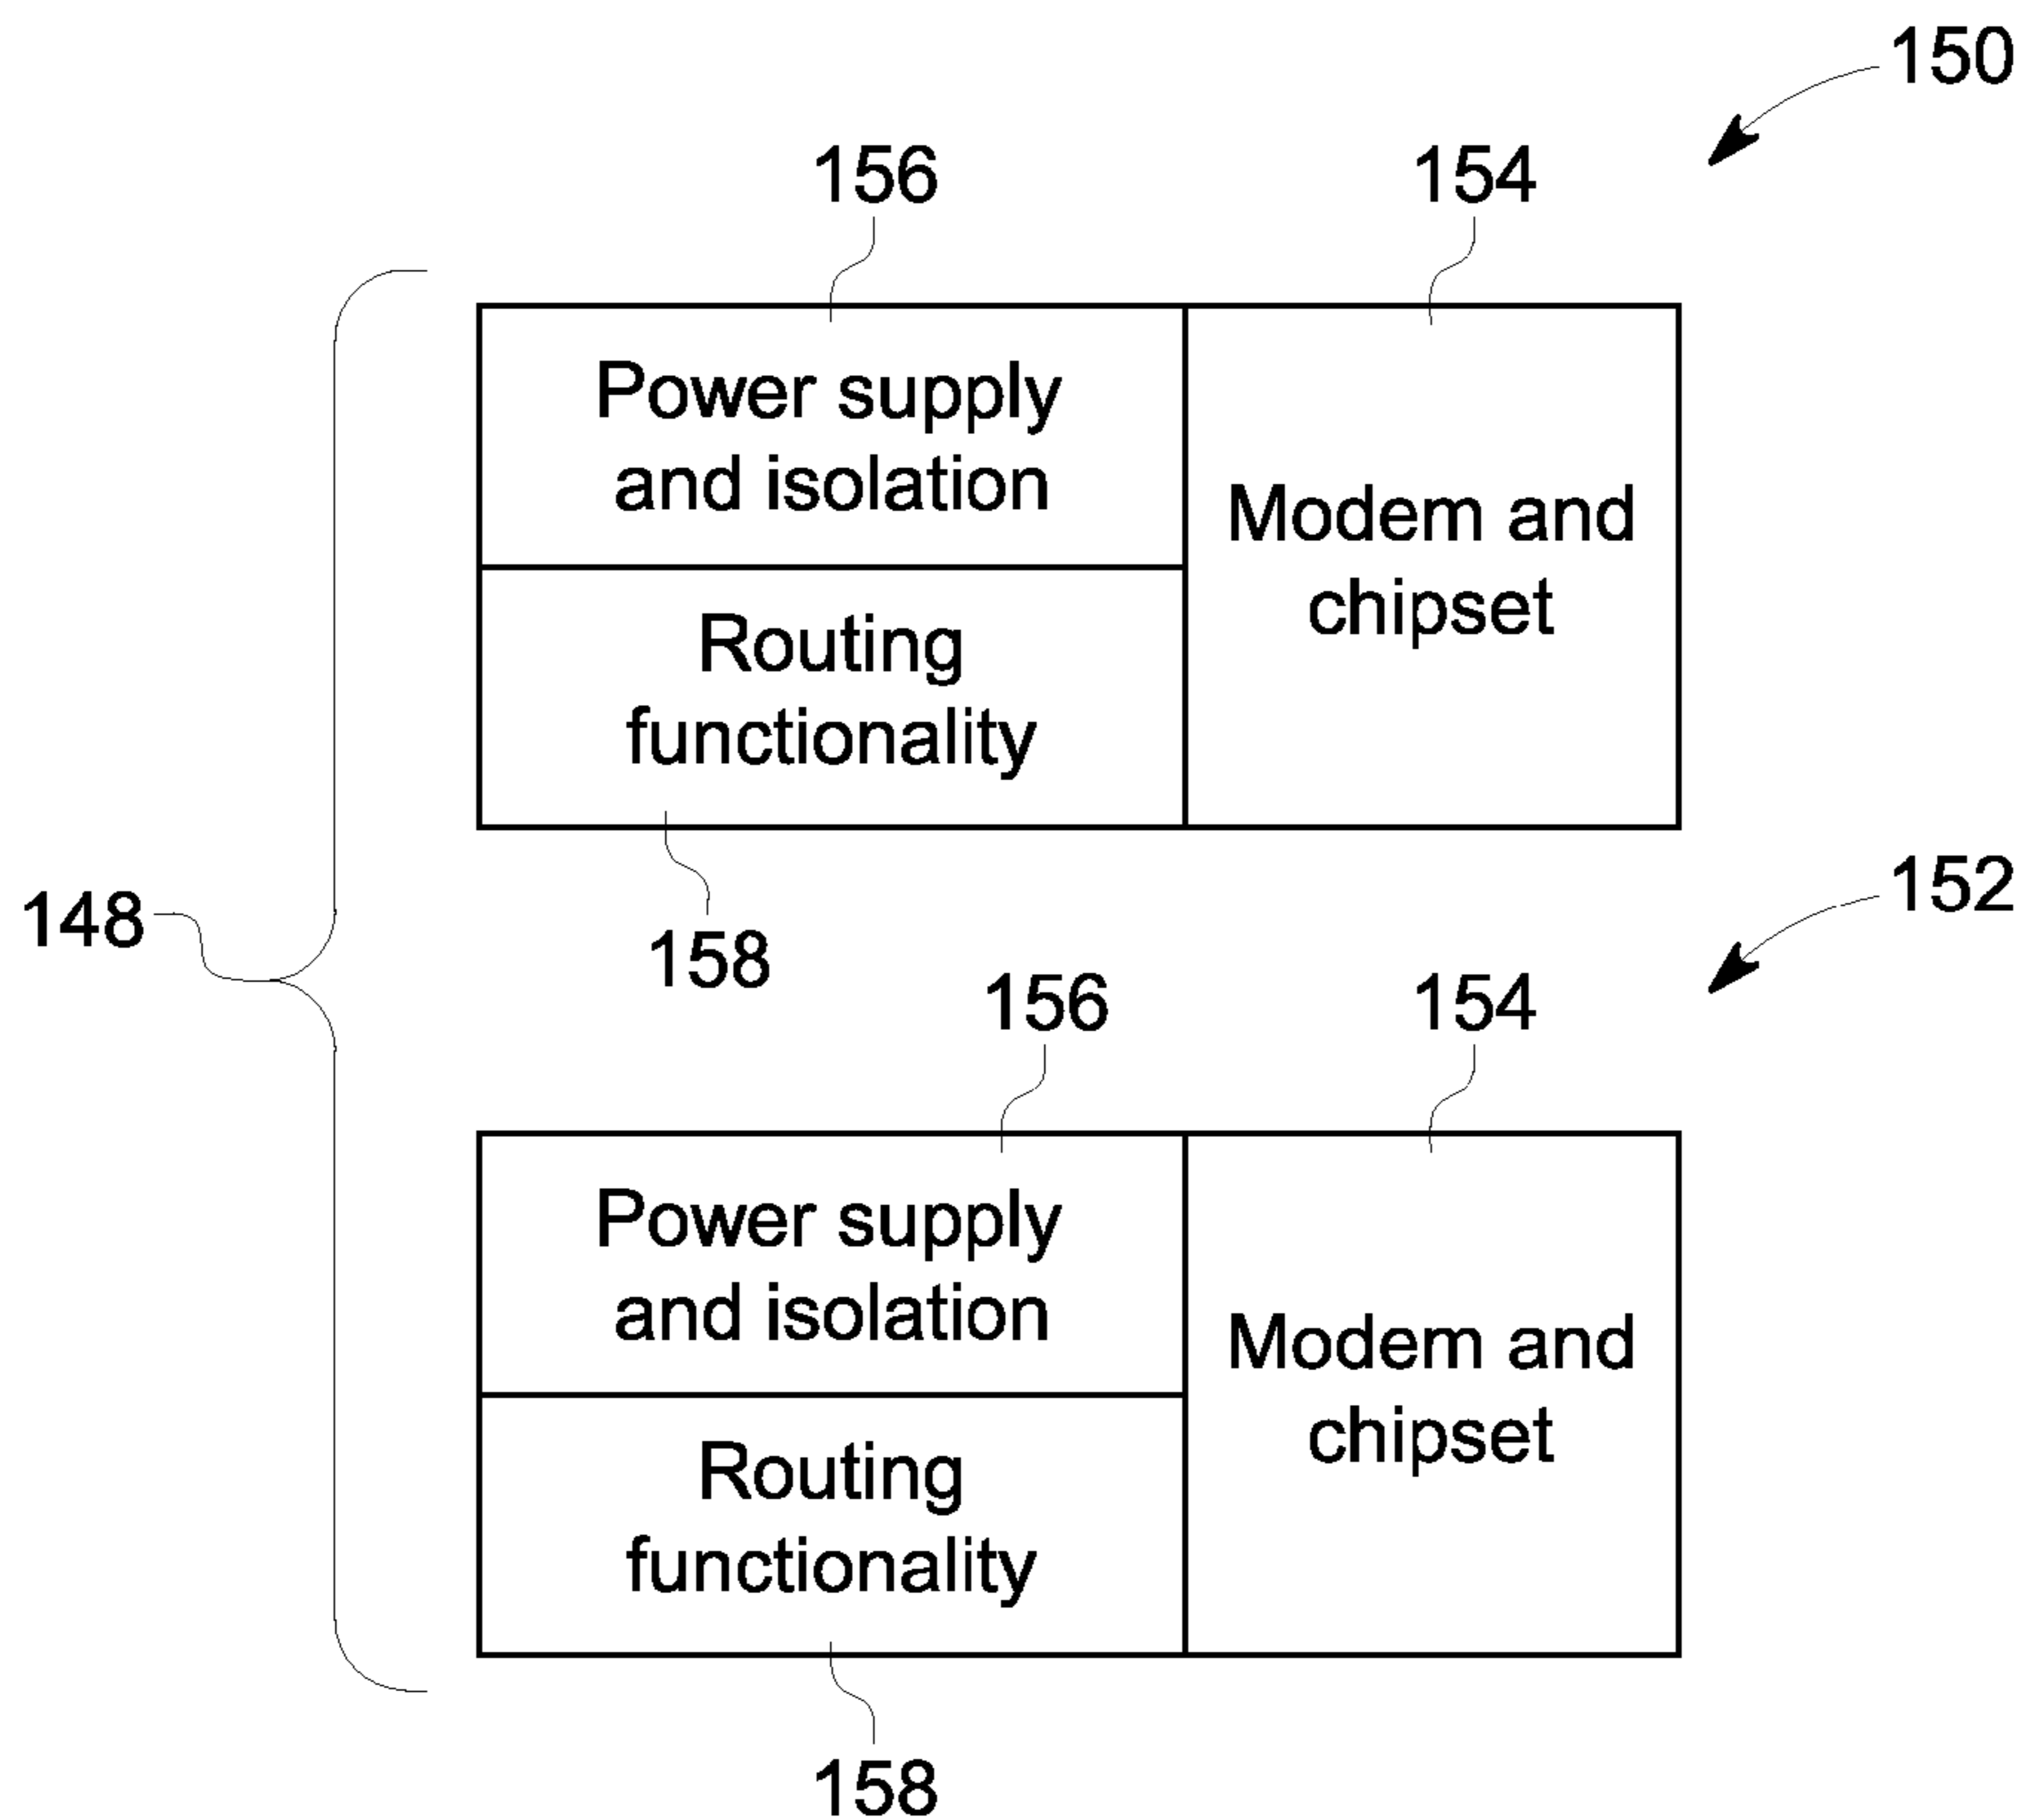 150
156
154
Power supply
and isolation
Modem and
chipset
Routing
functionality
158
148
152
156
154
Power supply
and isolation
Modem and
chipset
Routing
functionality
158